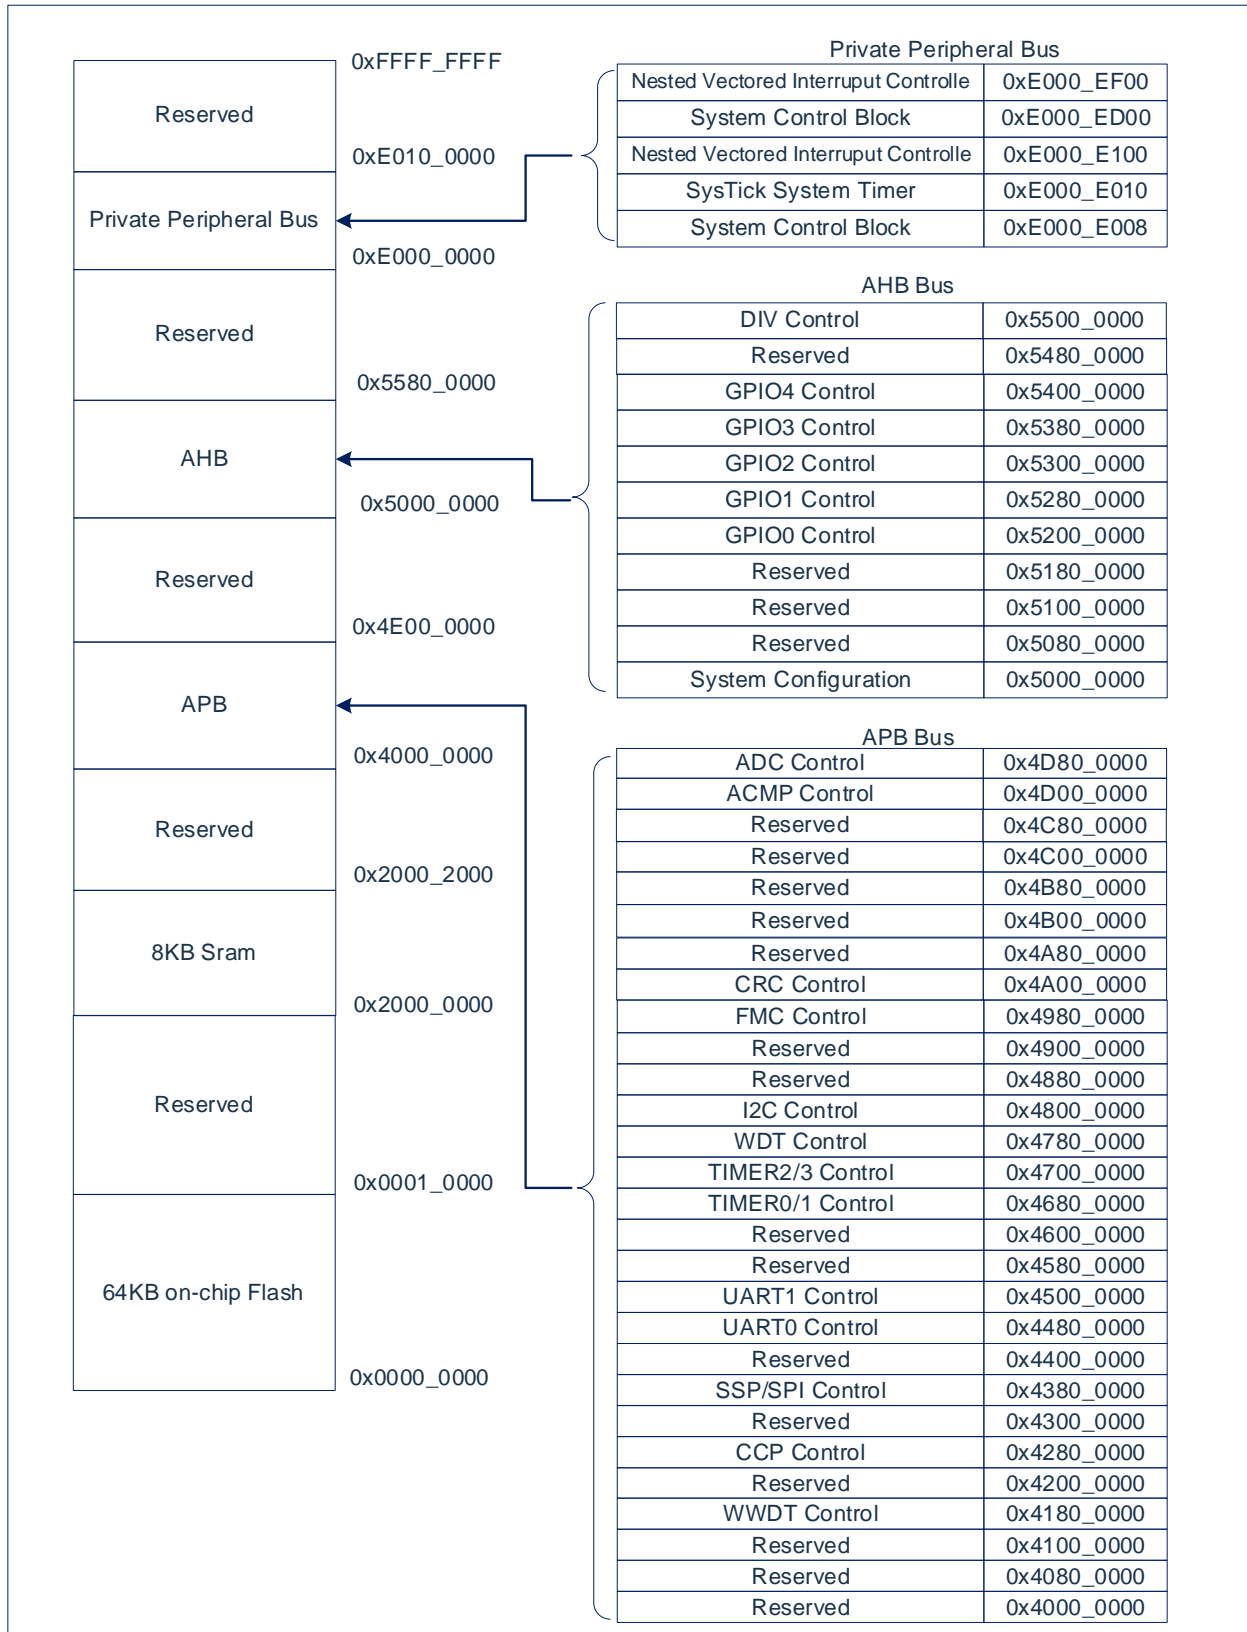 0xFFFF_FFFF
Reserved
0xE010_0000
Private Peripheral Bus
0xE000_0000
Reserved
0x5580_0000
AHB
0x5000_0000
Reserved
0x4E00_0000
APB
0x4000_0000
Reserved
0x2000_2000
8KB Sram
0x2000_0000
Reserved
0x0001_0000
64KB on-chip Flash
0x0000_0000
Private Peripheral Bus
Nested Vectored Interruput Controlle 0xE000_EF00
System Control Block 0xE000_ED00
Nested Vectored Interruput Controlle 0xE000_E100
SysTick System Timer 0xE000_E010
System Control Block 0xE000_E008
AHB Bus
DIV Control 0x5500_0000
Reserved 0x5480_0000
GPIO4 Control 0x5400_0000
GPIO3 Control 0x5380_0000
GPIO2 Control 0x5300_0000
GPIO1 Control 0x5280_0000
GPIO0 Control 0x5200_0000
Reserved 0x5180_0000
Reserved 0x5100_0000
Reserved 0x5080_0000
System Configuration 0x5000_0000
APB Bus
ADC Control 0x4D80_0000
ACMP Control 0x4D00_0000
Reserved 0x4C80_0000
Reserved 0x4C00_0000
Reserved 0x4B80_0000
Reserved 0x4B00_0000
Reserved 0x4A80_0000
CRC Control 0x4A00_0000
FMC Control 0x4980_0000
Reserved 0x4900_0000
Reserved 0x4880_0000
I2C Control 0x4800_0000
WDT Control 0x4780_0000
TIMER2/3 Control 0x4700_0000
TIMER0/1 Control 0x4680_0000
Reserved 0x4600_0000
Reserved 0x4580_0000
UART1 Control 0x4500_0000
UART0 Control 0x4480_0000
Reserved 0x4400_0000
SSP/SPI Control 0x4380_0000
Reserved 0x4300_0000
CCP Control 0x4280_0000
Reserved 0x4200_0000
WWDT Control 0x4180_0000
Reserved 0x4100_0000
Reserved 0x4080_0000
Reserved 0x4000_0000